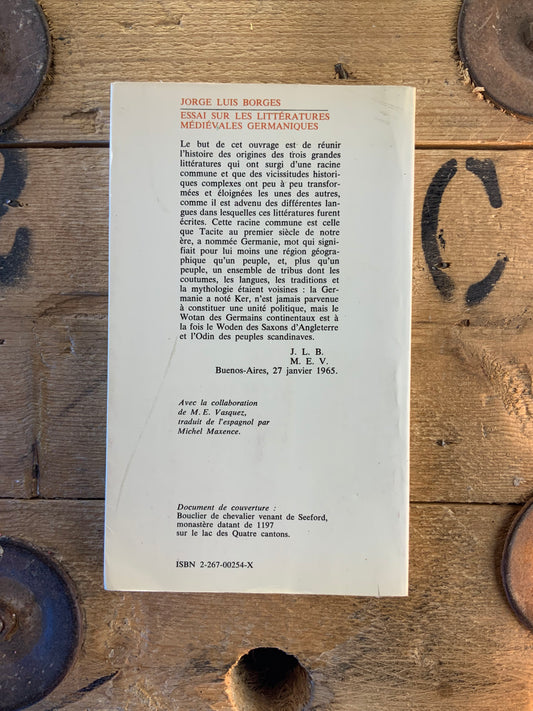 JORGE LUIS BORGES
ESSAI SUR LES LITTÉRATURES
MÉDIÉVALES GERMANIQUES
Le but de cet ouvrage est de réunir
l'histoire des origines des trois grandes
littératures qui ont surgi d'une racine
commune et que des vicissitudes histori-
ques complexes ont peu à peu transfor-
mées et éloignées les unes des autres,
comme il est advenu des différentes lan-
gues dans lesquelles ces littératures furent
écrites. Cette racine commune est celle
que Tacite au premier siècle de notre
ère, a nommée Germanie, mot qui signi-
fiait pour lui moins une région géogra-
phique qu'un peuple, et, plus qu'un
peuple, un ensemble de tribus dont les
coutumes, les langues, les traditions et
la mythologie étaient voisines : la Ger-
manie a noté Ker, n'est jamais parvenue
à constituer une unité politique, mais le
Wotan des Germains continentaux est à
la fois le Woden des Saxons d'Angleterre
et l'Odin des peuples scandinaves.
J. L. B.
M. E. V.
Buenos-Aires, 27 janvier 1965.
Avec la collaboration
de M. E. Vasquez,
traduit de l'espagnol par
Michel Maxence.
Document de couverture :
Bouclier de chevalier venant de Seeford,
monastère datant de 1197
sur le lac des Quatre cantons.
ISBN 2-267-00254-X
C